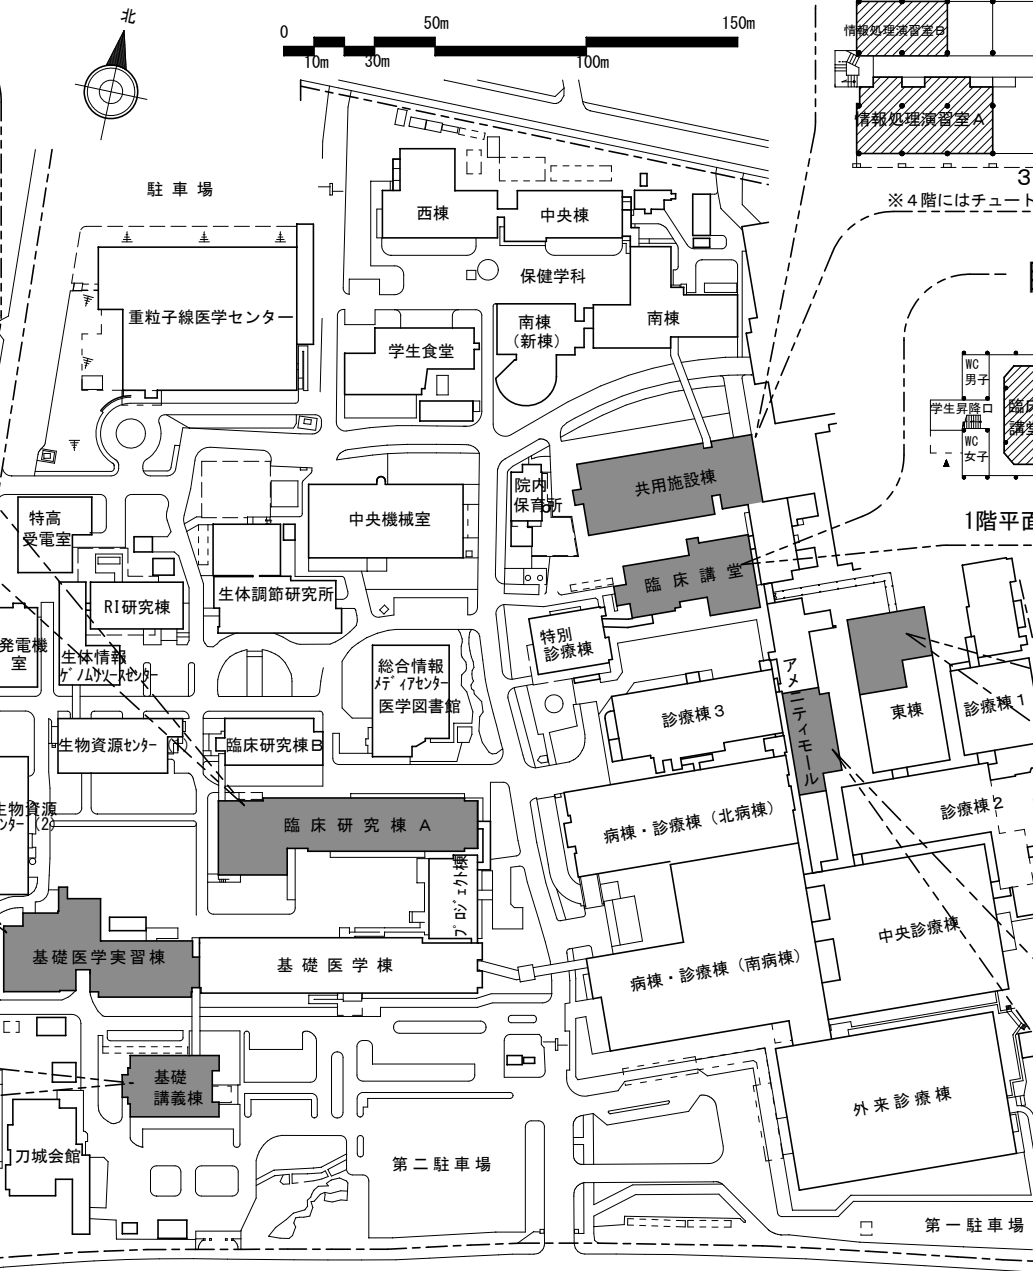 北
0
50m
150m
10m
30m
100m
情報処理演習室B
情報処理演習室A
3
※４階にはチュート
駐車場
西棟
中央棟
保健学科
重粒子線医学センター
南棟
（新棟）
南棟
学生食堂
WC
男子
学生昇降口
臨床
講堂
WC
女子
1階平面
共用施設棟
院内
保育所
特高
受電室
中央機械室
臨床講堂
生体調節研究所
RI研究棟
発電機
室
生体情報
ｹﾞﾉﾑﾘｿｰｽｾﾝﾀｰ
特別
診療棟
総合情報
ﾒﾃﾞｨｱｾﾝﾀｰ
医学図書館
アメニティモール
診療棟３
東棟
診療棟１
生物資源ｾﾝﾀｰ
臨床研究棟B
生物資源
ﾝﾀｰ (2)
臨床研究棟A
病棟・診療棟（北病棟）
診療棟２
ﾌﾟﾛｼﾞｪｸﾄ棟
基礎医学実習棟
基礎医学棟
病棟・診療棟（南病棟）
中央診療棟
基礎
講義棟
外来診療棟
刀城会館
第二駐車場
第一駐車場